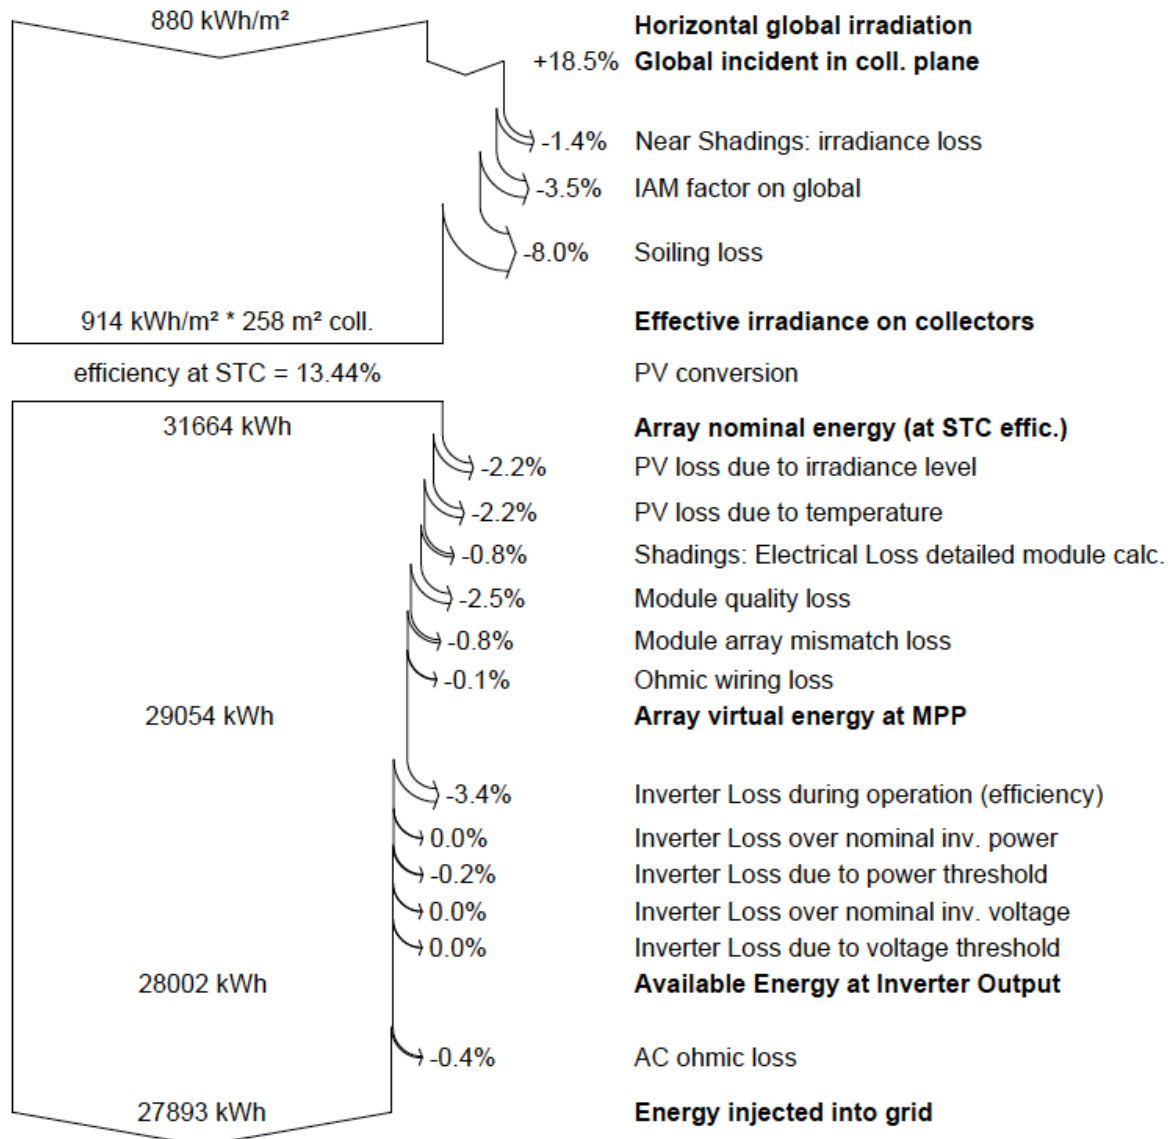 880 kWh/m² Horizontal global irradiation
+18.5% Global incident in coll. plane
-1.4% Near Shadings: irradiance loss
-3.5% IAM factor on global
-8.0% Soiling loss
914 kWh/m² * 258 m² coll. Effective irradiance on collectors
efficiency at STC = 13.44% PV conversion
31664 kWh Array nominal energy (at STC effic.)
-2.2% PV loss due to irradiance level
-2.2% PV loss due to temperature
-0.8% Shadings: Electrical Loss detailed module calc.
-2.5% Module quality loss
-0.8% Module array mismatch loss
-0.1% Ohmic wiring loss
29054 kWh Array virtual energy at MPP
-3.4% Inverter Loss during operation (efficiency)
0.0% Inverter Loss over nominal inv. power
-0.2% Inverter Loss due to power threshold
0.0% Inverter Loss over nominal inv. voltage
0.0% Inverter Loss due to voltage threshold
28002 kWh Available Energy at Inverter Output
-0.4% AC ohmic loss
27893 kWh Energy injected into grid